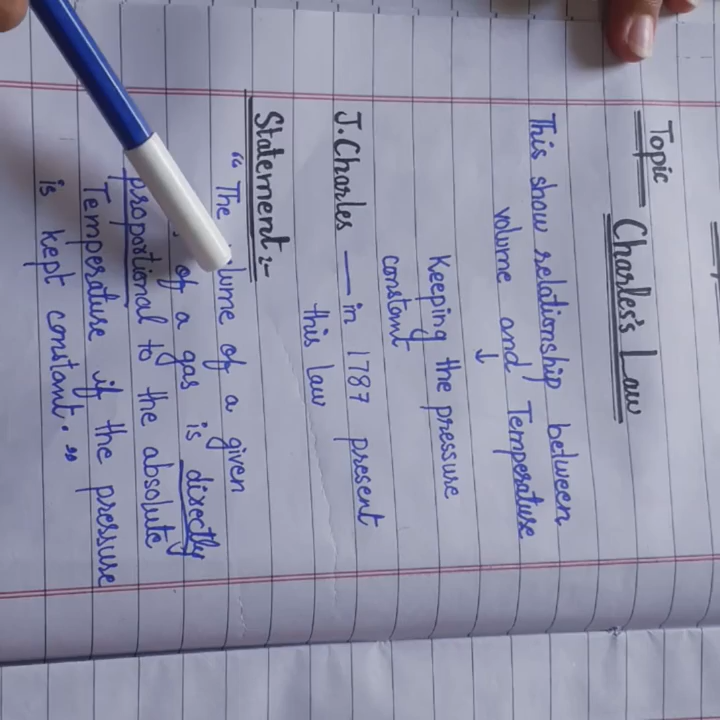 Topic
Charles's Law
This show relationship between
volume and Temperature
↓
Keeping the pressure
constant
J. Charles — in 1787 present
this law
Statement:-
“ The lume of a given
of a gas is directly
proportional to the absolute
Temperature if the pressure
is kept constant. ”